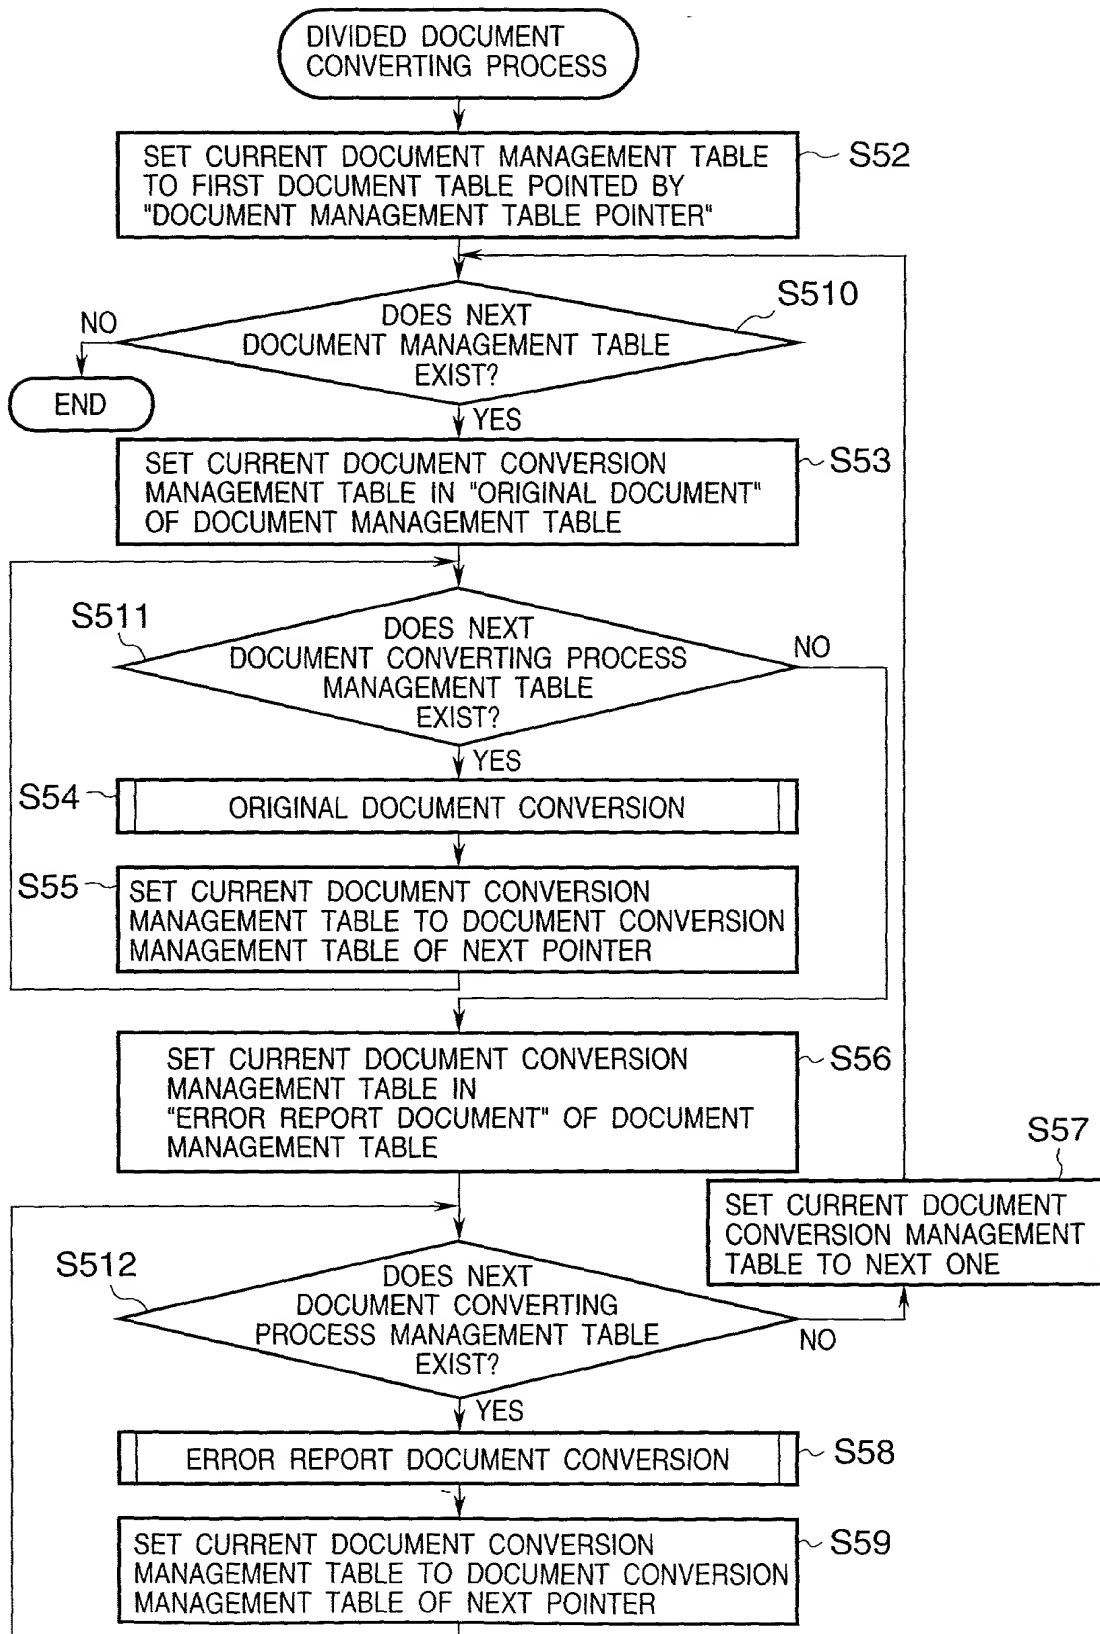 DIVIDED DOCUMENT
CONVERTING PROCESS
SET CURRENT DOCUMENT MANAGEMENT TABLE
TO FIRST DOCUMENT TABLE POINTED BY
"DOCUMENT MANAGEMENT TABLE POINTER"
S52
DOES NEXT
DOCUMENT MANAGEMENT TABLE
EXIST?
S510
NO
END
YES
SET CURRENT DOCUMENT CONVERSION
MANAGEMENT TABLE IN "ORIGINAL DOCUMENT"
OF DOCUMENT MANAGEMENT TABLE
S53
S511
DOES NEXT
DOCUMENT CONVERTING PROCESS
MANAGEMENT TABLE
EXIST?
NO
YES
S54
ORIGINAL DOCUMENT CONVERSION
S55
SET CURRENT DOCUMENT CONVERSION
MANAGEMENT TABLE TO DOCUMENT CONVERSION
MANAGEMENT TABLE OF NEXT POINTER
SET CURRENT DOCUMENT CONVERSION
MANAGEMENT TABLE IN
"ERROR REPORT DOCUMENT" OF DOCUMENT
MANAGEMENT TABLE
S56
S57
SET CURRENT DOCUMENT
CONVERSION MANAGEMENT
TABLE TO NEXT ONE
S512
DOES NEXT
DOCUMENT CONVERTING
PROCESS MANAGEMENT TABLE
EXIST?
NO
YES
ERROR REPORT DOCUMENT CONVERSION
S58
SET CURRENT DOCUMENT CONVERSION
MANAGEMENT TABLE TO DOCUMENT CONVERSION
MANAGEMENT TABLE OF NEXT POINTER
S59